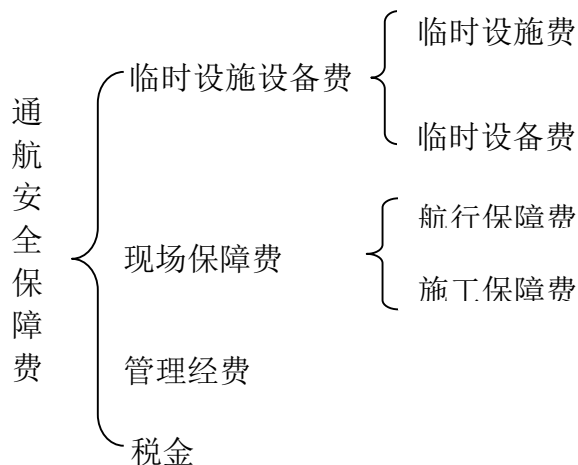 通航安全保障费
临时设施设备费
临时设施费
临时设备费
现场保障费
航行保障费
施工保障费
管理经费
税金